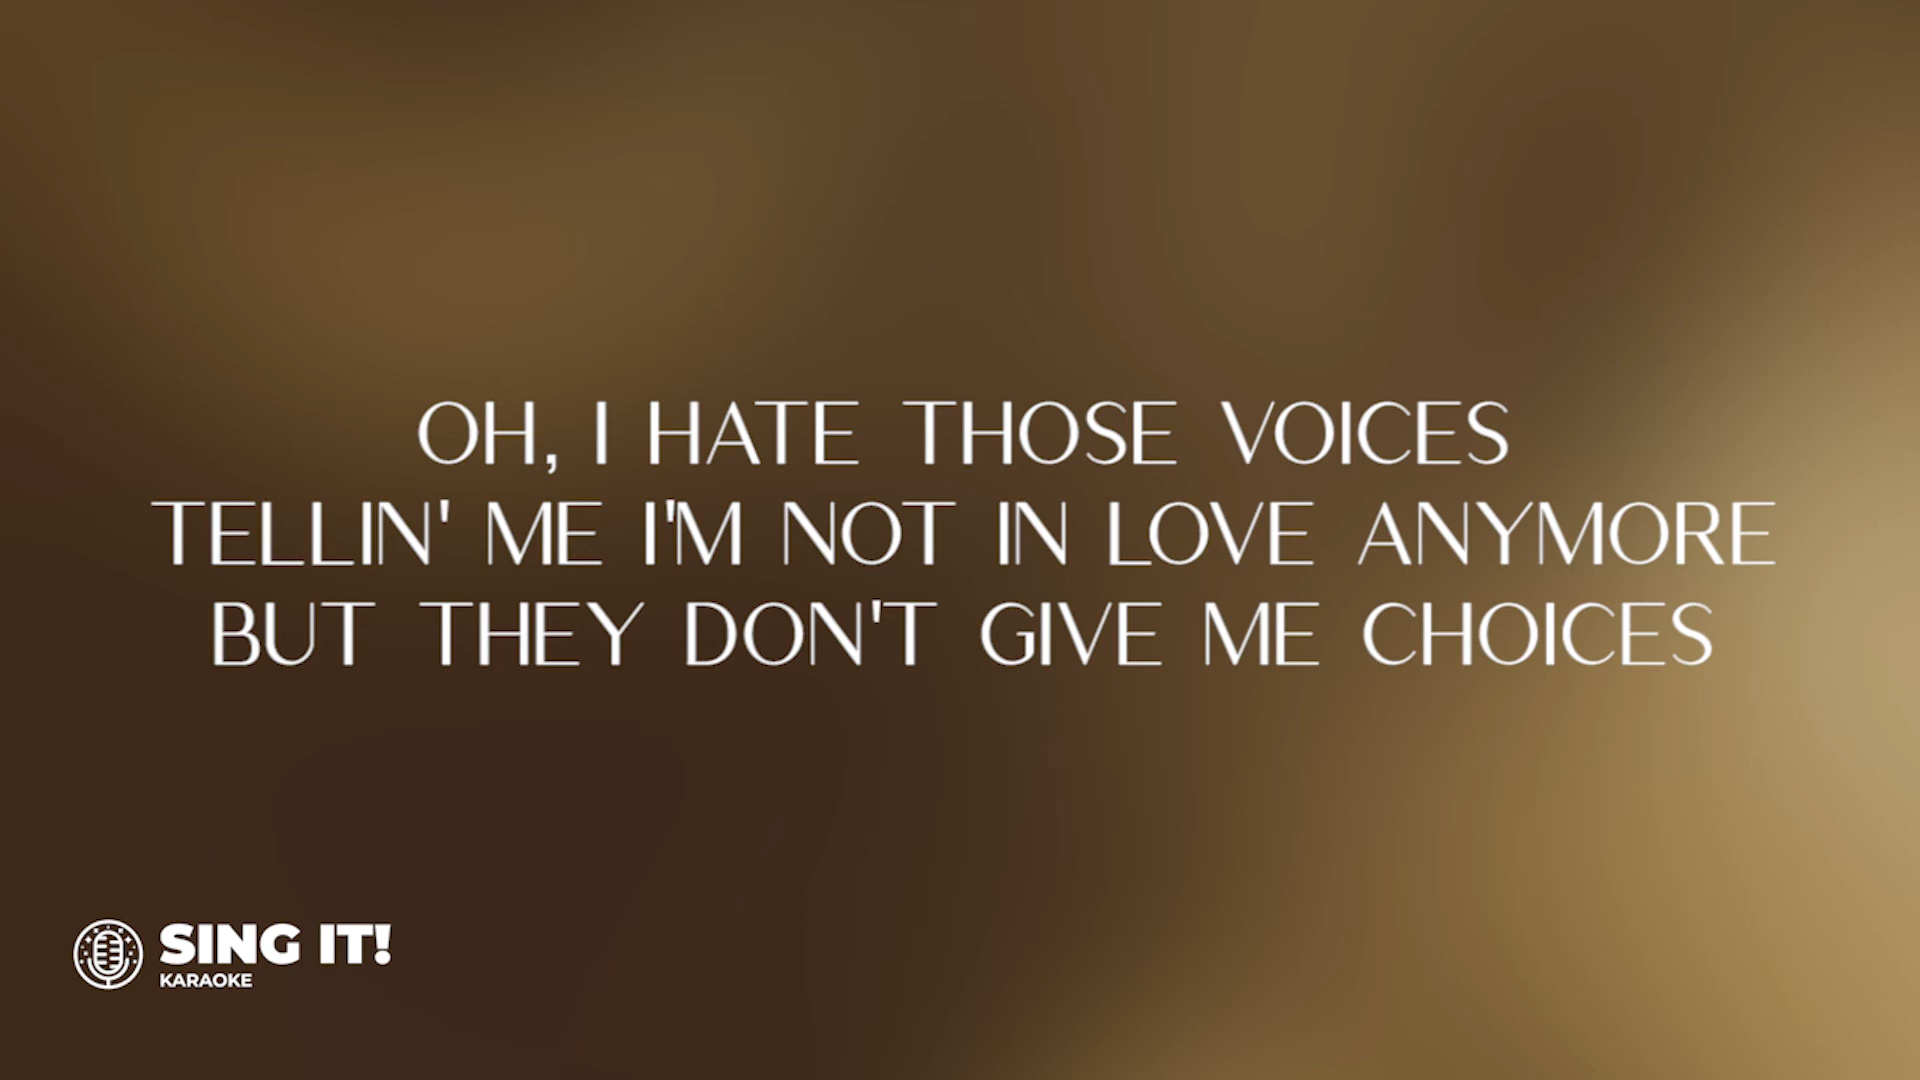 OH, I HATE THOSE VOICES
TELLIN' ME I'M NOT IN LOVE ANYMORE
BUT THEY DON'T GIVE ME CHOICES
SING IT!
KARAOKE